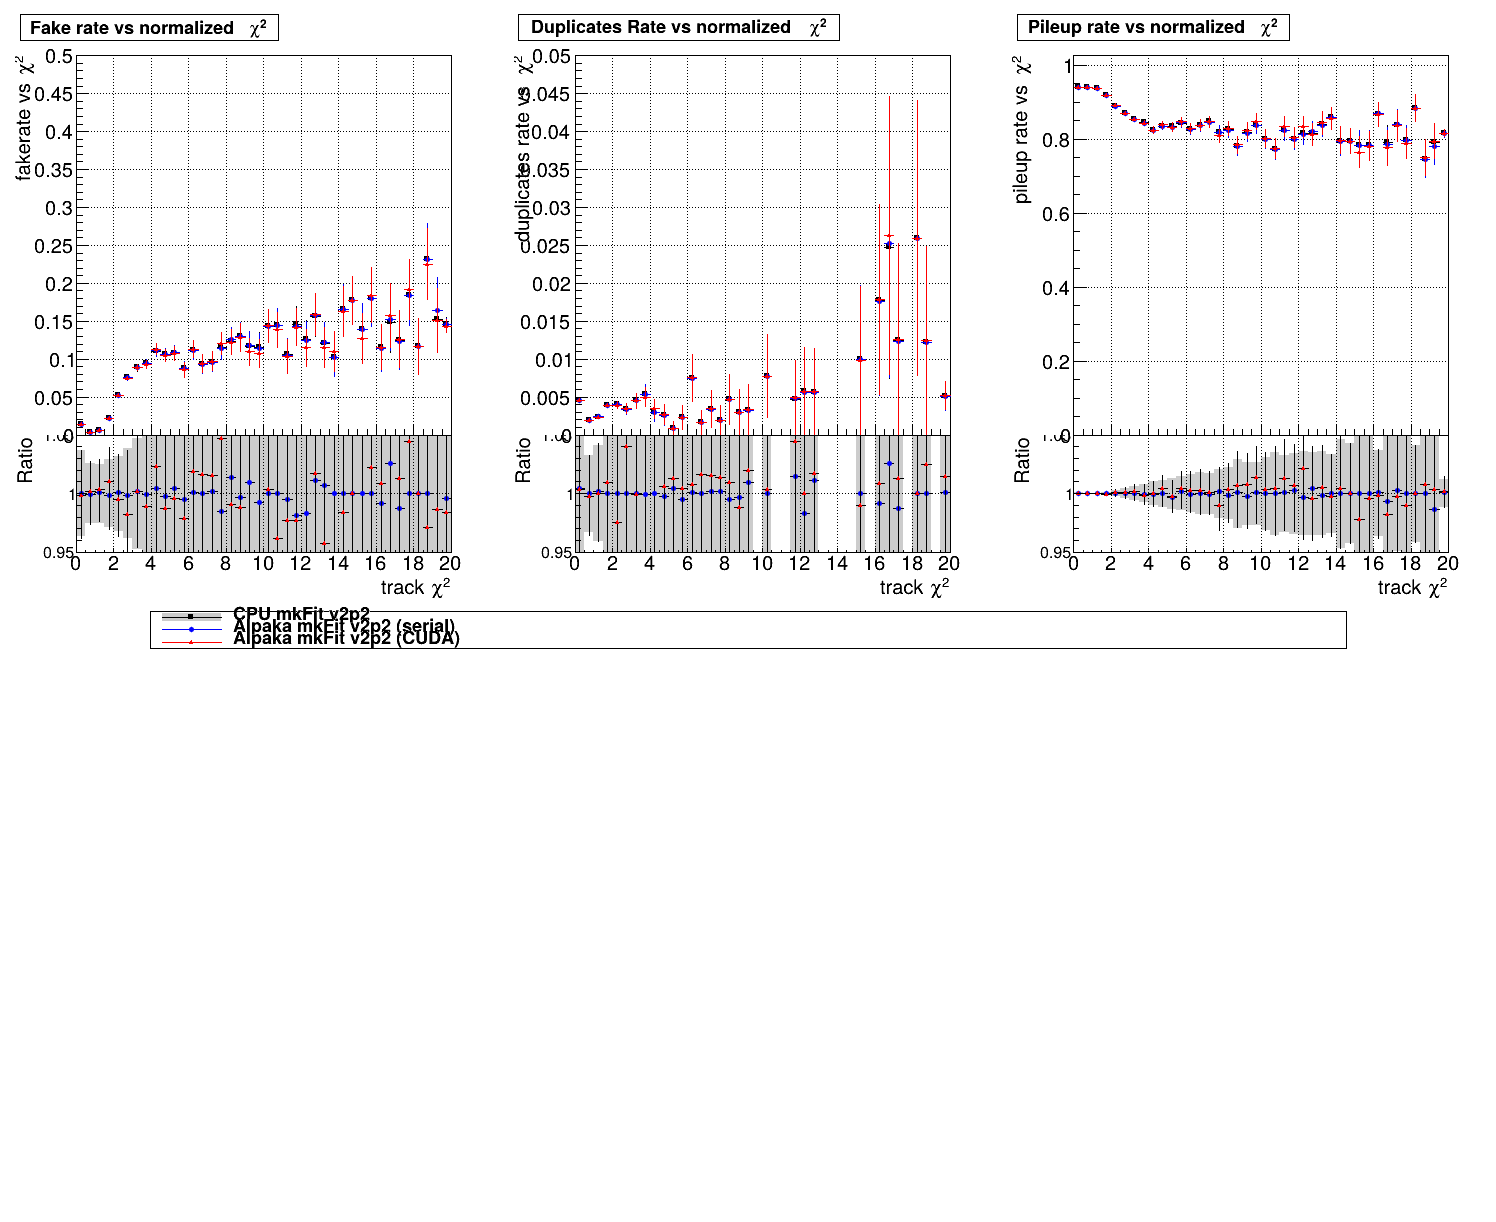 Fake rate vs normalized χ²
fakerate vs χ²
0.5
0.45
0.4
0.35
0.3
0.25
0.2
0.15
0.1
0.05
0
Ratio
1
0.95
0 2 4 6 8 10 12 14 16 18 20
track χ²
Duplicates Rate vs normalized χ²
duplicates rate vs χ²
0.05
0.045
0.04
0.035
0.03
0.025
0.02
0.015
0.01
0.005
0
Ratio
1
0.95
0 2 4 6 8 10 12 14 16 18 20
track χ²
Pileup rate vs normalized χ²
pileup rate vs χ²
1
0.8
0.6
0.4
0.2
0
Ratio
1
0.95
0 2 4 6 8 10 12 14 16 18 20
track χ²
CPU mkFit v2p2
Alpaka mkFit v2p2 (serial)
Alpaka mkFit v2p2 (CUDA)